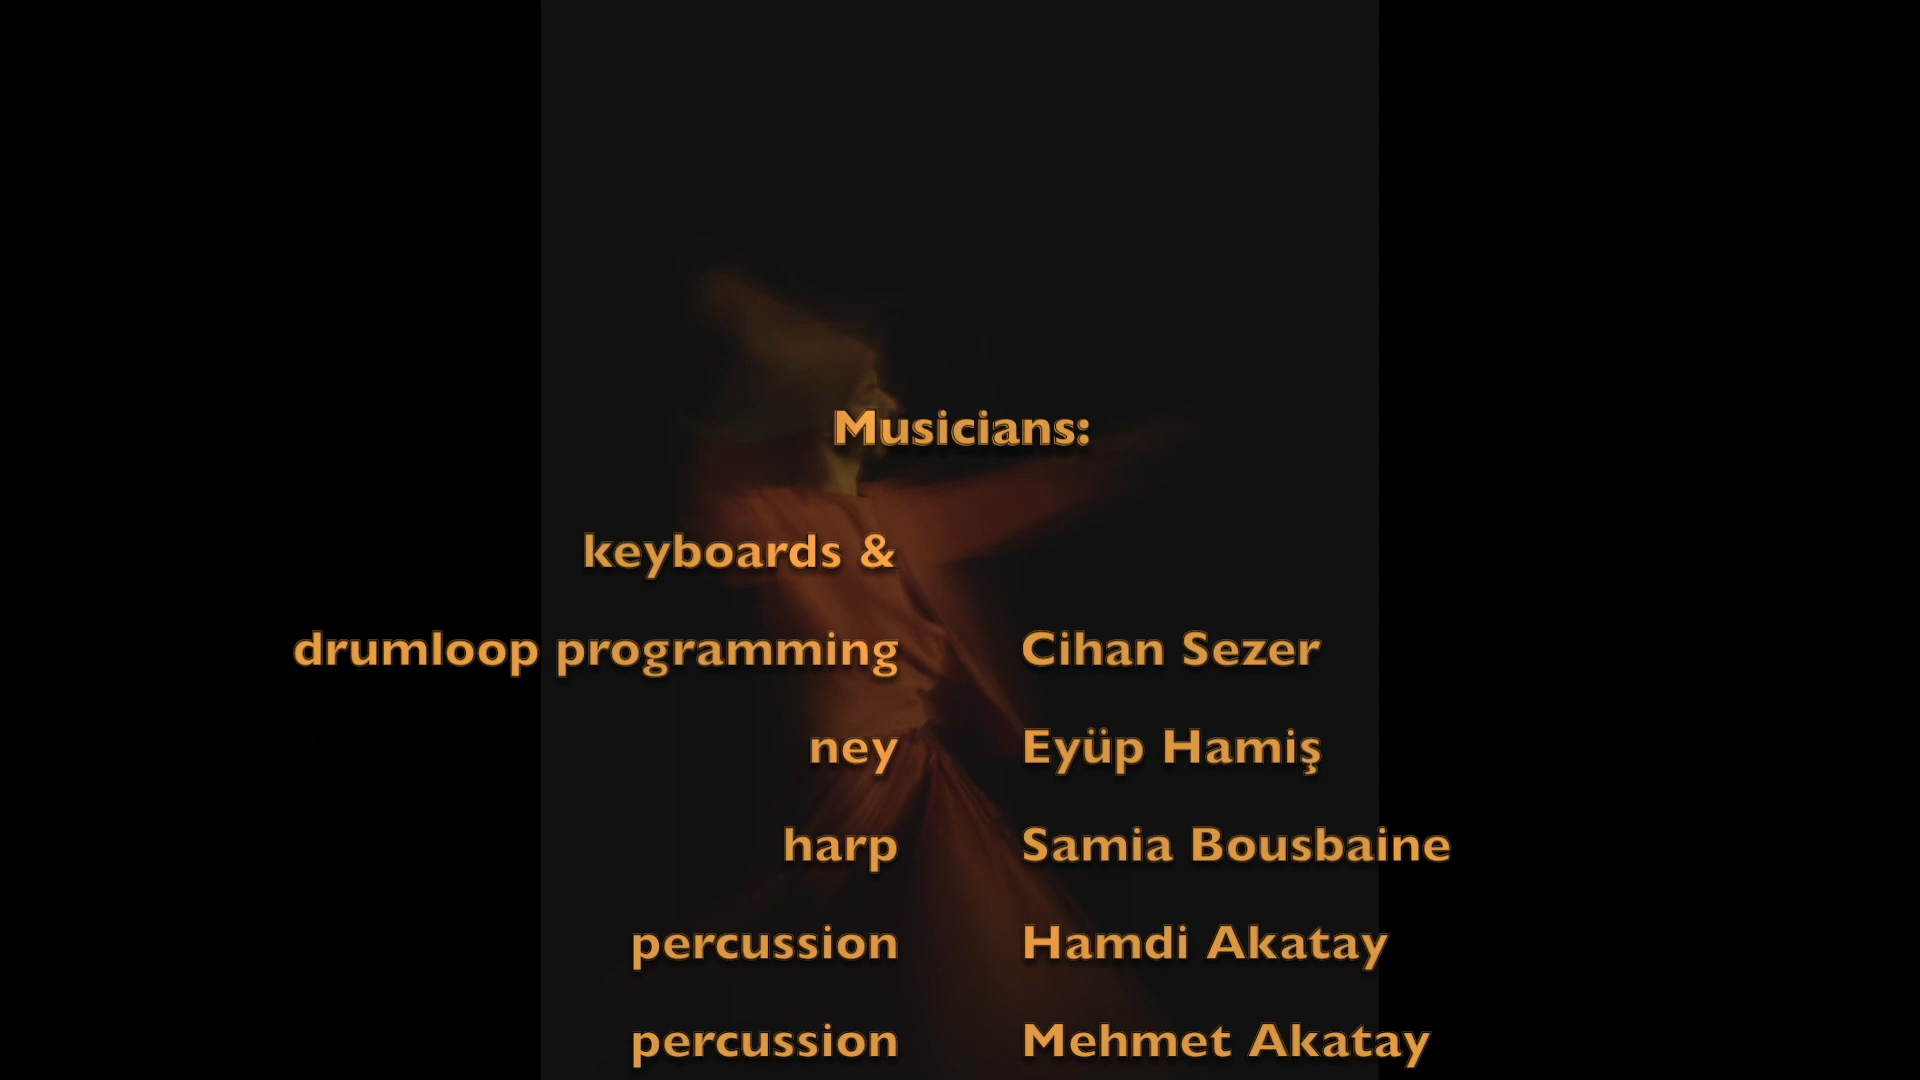 Musicians:
keyboards &
drumloop programming Cihan Sezer
ney Eyüp Hamiş
harp Samia Bousbaine
percussion Hamdi Akatay
percussion Mehmet Akatay